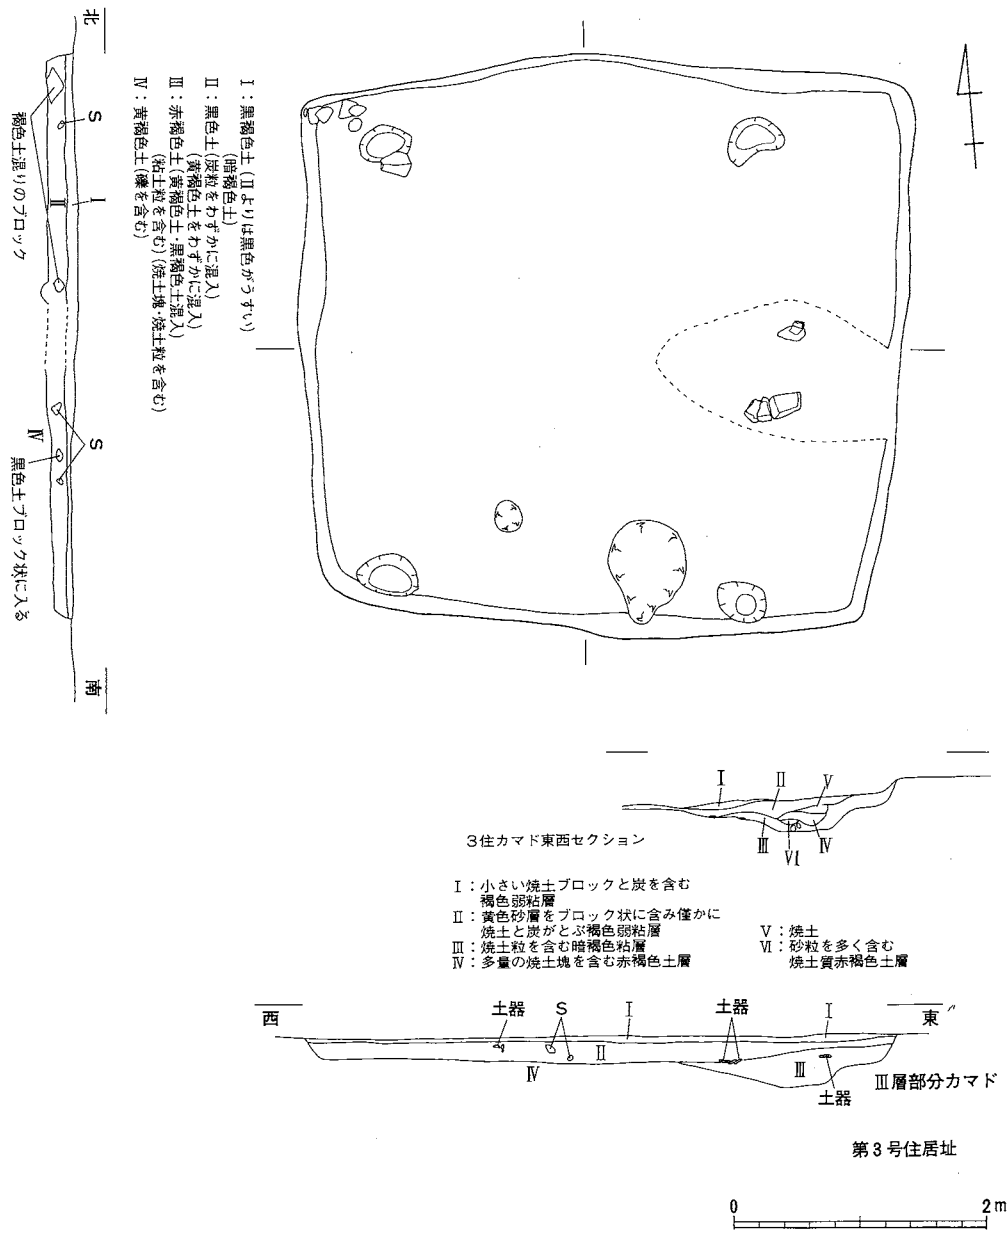 北
S
I
II
褐色土混りのブロック
IV
S
黒色土ブロック状に入る
南
I：黒褐色土(IIよりは黒色がうすい)
(暗褐色土)
II：黒色土(炭粒をわずかに混入)
(黄褐色土をわずかに混入)
III：赤褐色土(黄褐色土・黒褐色土混入)
(粘土粒を含む)(焼土塊・焼土粒を含む)
IV：黄褐色土(礫を含む)
I
II
V
III
VI
IV
3住カマド東西セクション
I：小さい焼土ブロックと炭を含む
褐色弱粘層
II：黄色砂層をブロック状に含み僅かに
焼土と炭がとぶ褐色弱粘層
III：焼土粒を含む暗褐色粘層
IV：多量の焼土塊を含む赤褐色土層
V：焼土
VI：砂粒を多く含む
焼土質赤褐色土層
西
土器
S
I
土器
I
東
II
IV
III
土器
III層部分カマド
第3号住居址
0
2m